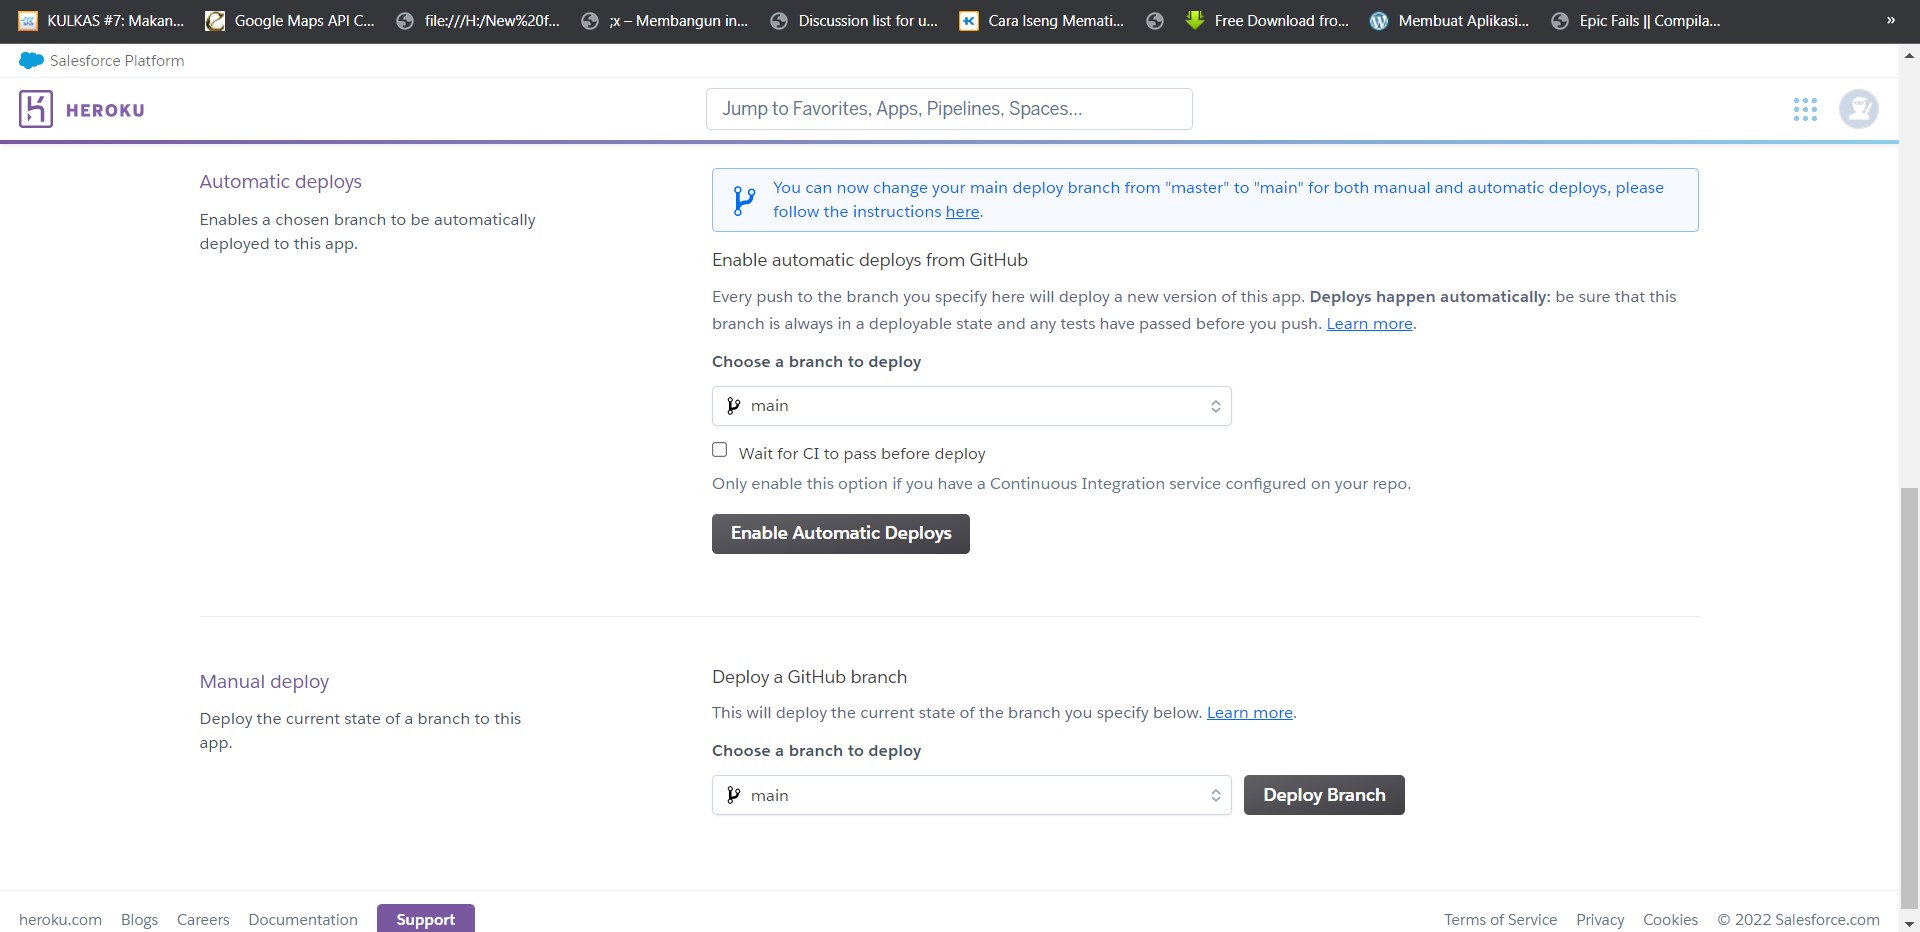 KULKAS #7: Makan...
Google Maps API C...
file:///H:/New%20f...
;x – Membangun in...
Discussion list for u...
Cara Iseng Memati...
Free Download fro...
Membuat Aplikasi...
Epic Fails || Compila...
»
Salesforce Platform
HEROKU
Jump to Favorites, Apps, Pipelines, Spaces...
Automatic deploys
Enables a chosen branch to be automatically
deployed to this app.
You can now change your main deploy branch from "master" to "main" for both manual and automatic deploys, please
follow the instructions here.
Enable automatic deploys from GitHub
Every push to the branch you specify here will deploy a new version of this app. Deploys happen automatically: be sure that this
branch is always in a deployable state and any tests have passed before you push. Learn more.
Choose a branch to deploy
main
Wait for CI to pass before deploy
Only enable this option if you have a Continuous Integration service configured on your repo.
Enable Automatic Deploys
Manual deploy
Deploy the current state of a branch to this
app.
Deploy a GitHub branch
This will deploy the current state of the branch you specify below. Learn more.
Choose a branch to deploy
main
Deploy Branch
heroku.com
Blogs
Careers
Documentation
Support
Terms of Service
Privacy
Cookies
© 2022 Salesforce.com